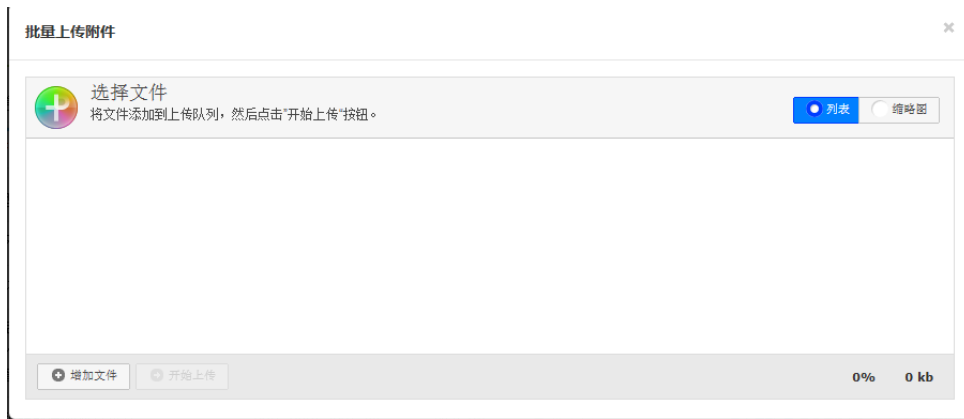 批量上传附件
选择文件
将文件添加到上传队列，然后点击"开始上传"按钮。
列表 缩略图
增加文件 开始上传 0% 0 kb